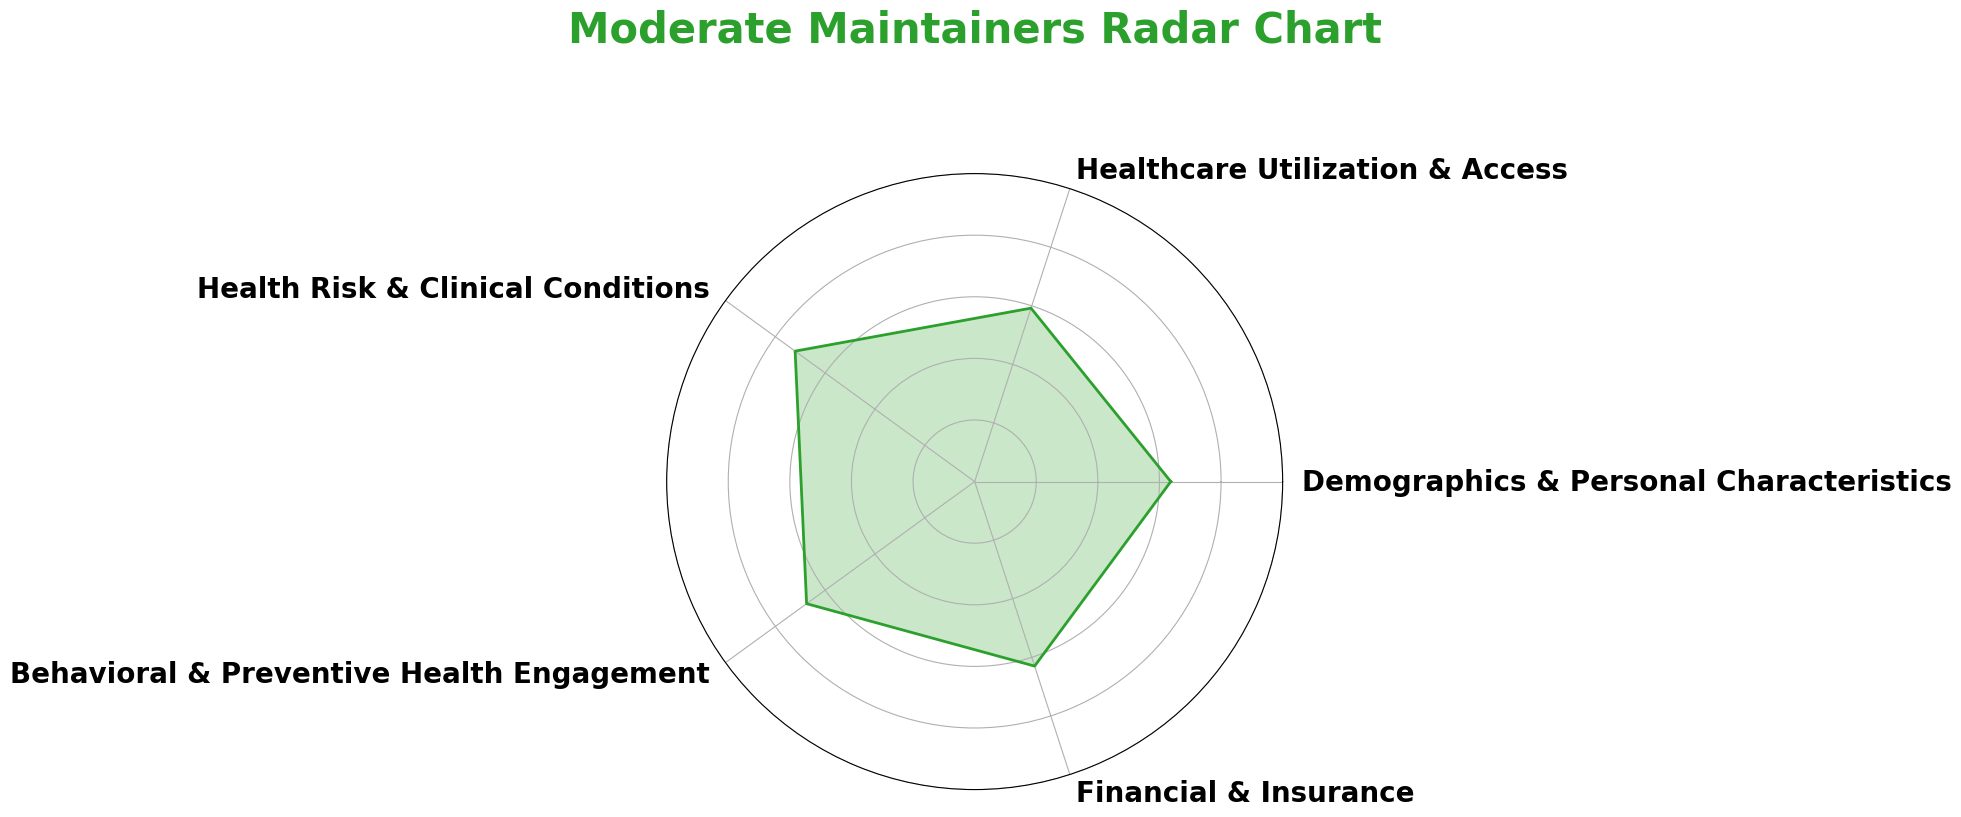 Moderate Maintainers Radar Chart
Healthcare Utilization & Access
Health Risk & Clinical Conditions
Demographics & Personal Characteristics
Behavioral & Preventive Health Engagement
Financial & Insurance